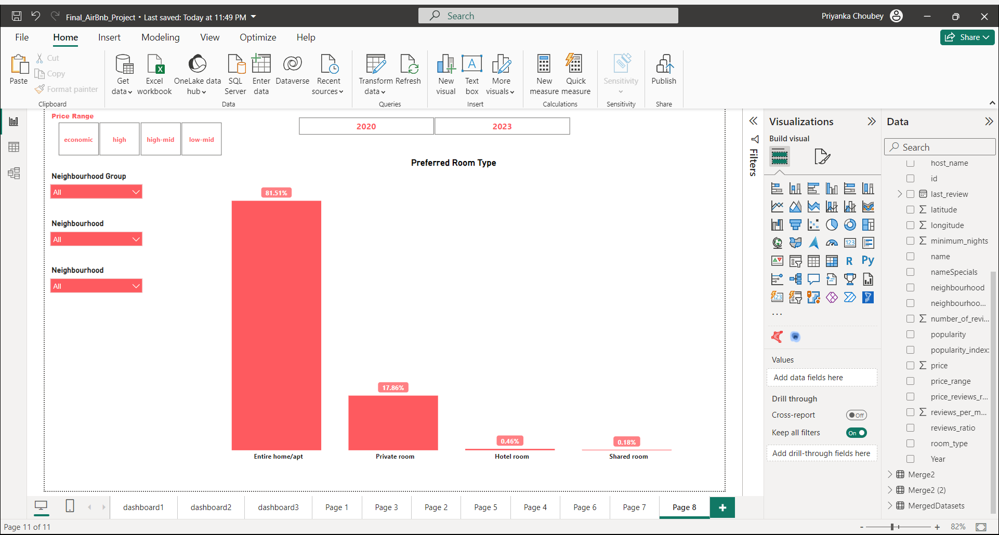 Final_AirBnb_Project • Last saved: Today at 11:49 PM
Search
Priyanka Choubey
File
Home
Insert
Modeling
View
Optimize
Help
Share
Paste
Cut
Copy
Format painter
Clipboard
Get data
Excel workbook
OneLake data hub
SQL Server
Enter data
Dataverse
Recent sources
Data
Transform data
Refresh
Queries
New visual
Text box
More visuals
Insert
New measure
Quick measure
Calculations
Sensitivity
Sensitivity
Publish
Share
Price Range
economic
high
high-mid
low-mid
2020
2023
Preferred Room Type
Neighbourhood Group
All
Neighbourhood
All
Neighbourhood
All
81.51%
17.86%
0.46%
0.18%
Entire home/apt
Private room
Hotel room
Shared room
Filters
Visualizations
Build visual
123
R
Py
123
Values
Add data fields here
Drill through
Cross-report
Off
Keep all filters
On
Add drill-through fields here
Data
Search
host_name
id
last_review
latitude
longitude
minimum_nights
name
nameSpecials
neighbourhood
neighbourhoo...
number_of_revi...
popularity
popularity_index:
price
price_range
price_reviews_r...
reviews_per_m...
reviews_ratio
room_type
Year
Merge2
Merge2 (2)
MergedDatasets
dashboard1
dashboard2
dashboard3
Page 1
Page 3
Page 2
Page 5
Page 4
Page 6
Page 7
Page 8
+
Page 11 of 11
- + 82%